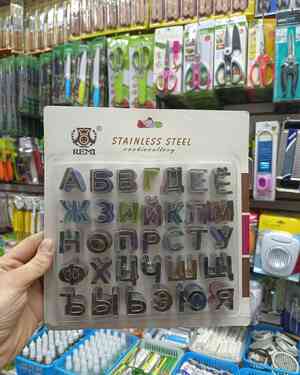 REMI
STAINLESS STEEL
АБВГДЕЁ
ЖЗИЙКЛМ
НОПРСТУ
ФХЦЧШЩ
ЪЫЬЭЮЯ